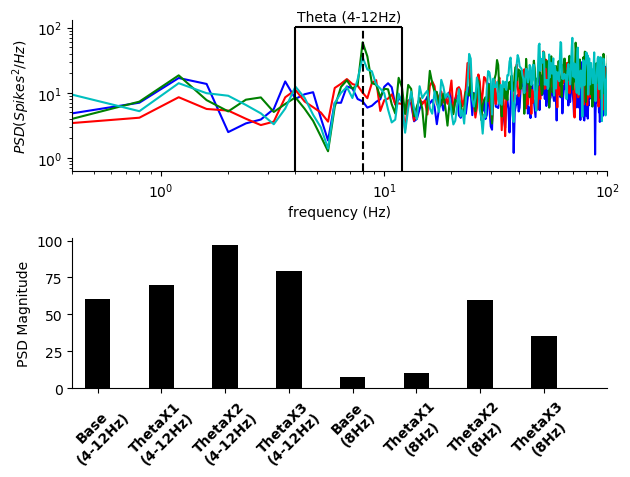 Theta (4-12Hz)
PSD(Spikes²/Hz)
10²
10¹
10⁰
10⁰ 10¹ 10²
frequency (Hz)
PSD Magnitude
100
75
50
25
0
Base
(4-12Hz)
ThetaX1
(4-12Hz)
ThetaX2
(4-12Hz)
ThetaX3
(4-12Hz)
Base
(8Hz)
ThetaX1
(8Hz)
ThetaX2
(8Hz)
ThetaX3
(8Hz)